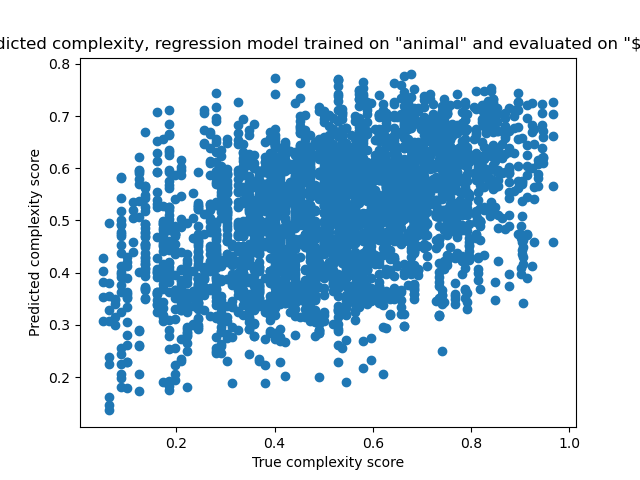 dicted complexity, regression model trained on "animal" and evaluated on "$
0.8
0.7
0.6
0.5
0.4
0.3
0.2
Predicted complexity score
0.2 0.4 0.6 0.8 1.0
True complexity score